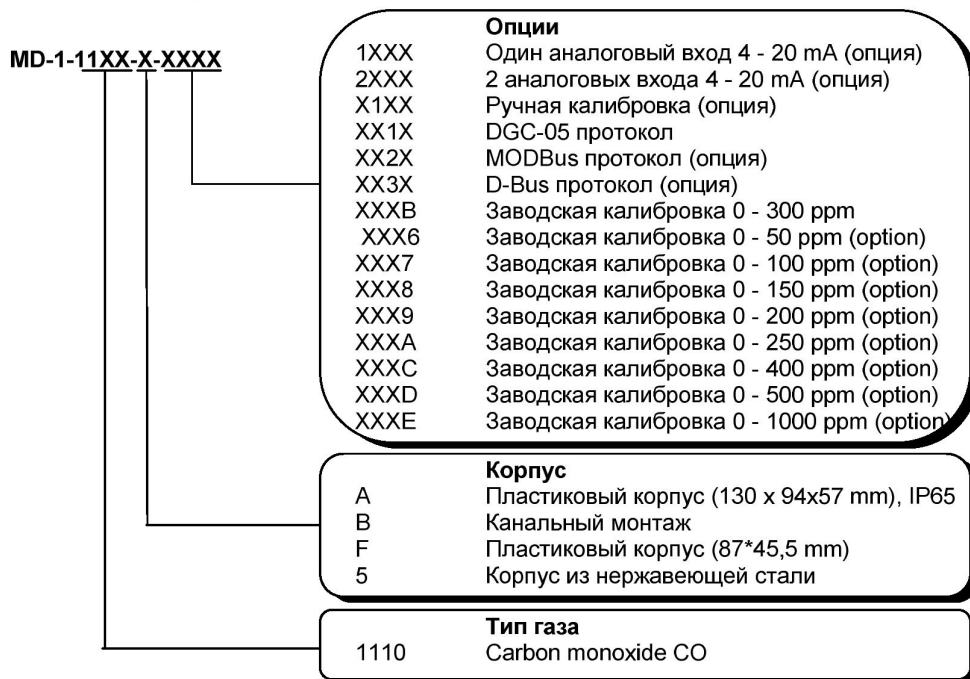 MD-1-11XX-X-XXXX
Опции
1XXX Один аналоговый вход 4 - 20 mA (опция)
2XXX 2 аналоговых входа 4 - 20 mA (опция)
X1XX Ручная калибровка (опция)
XX1X DGC-05 протокол
XX2X MODBus протокол (опция)
XX3X D-Bus протокол (опция)
XXXB Заводская калибровка 0 - 300 ppm
XXX6 Заводская калибровка 0 - 50 ppm (option)
XXX7 Заводская калибровка 0 - 100 ppm (option)
XXX8 Заводская калибровка 0 - 150 ppm (option)
XXX9 Заводская калибровка 0 - 200 ppm (option)
XXXA Заводская калибровка 0 - 250 ppm (option)
XXXC Заводская калибровка 0 - 400 ppm (option)
XXXD Заводская калибровка 0 - 500 ppm (option)
XXXE Заводская калибровка 0 - 1000 ppm (option)
Корпус
A Пластиковый корпус (130 x 94x57 mm), IP65
B Канальный монтаж
F Пластиковый корпус (87*45,5 mm)
5 Корпус из нержавеющей стали
Тип газа
1110 Carbon monoxide CO